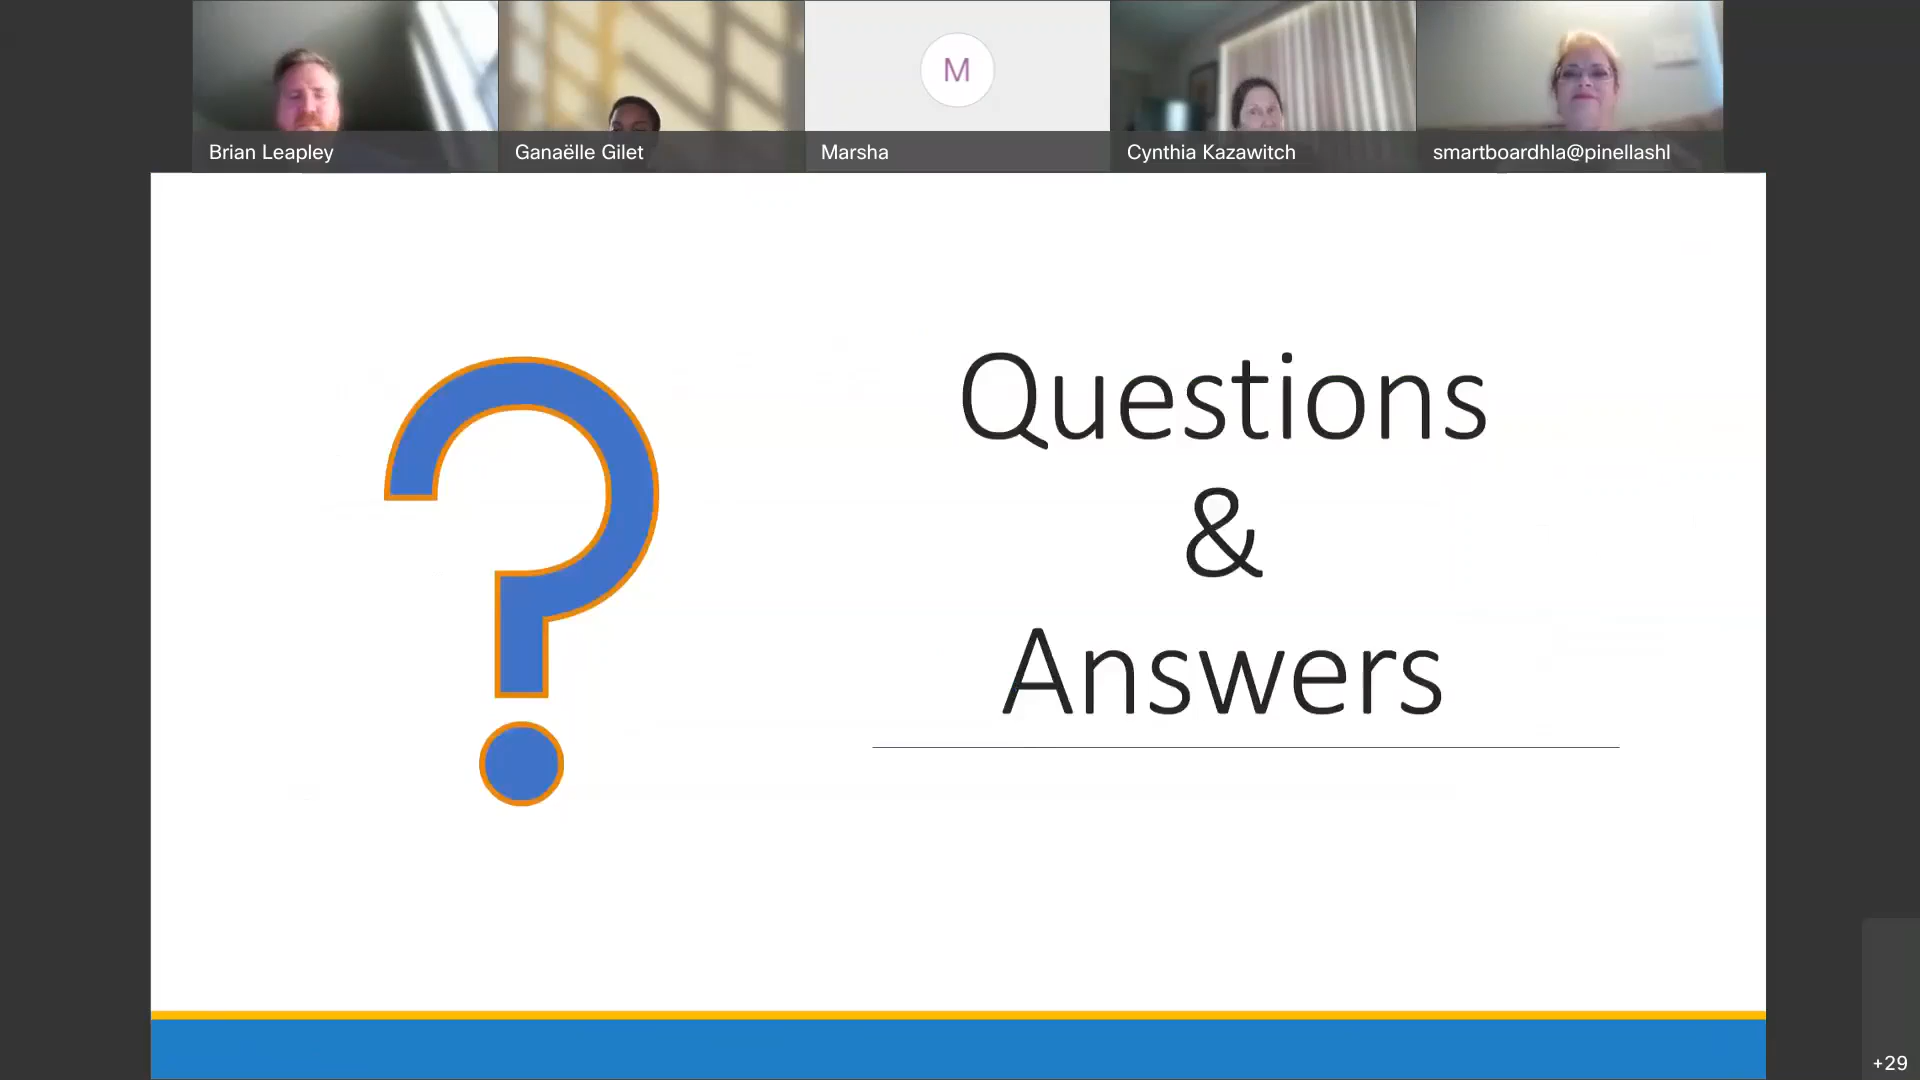 M
Brian Leapley
Ganaëlle Gilet
Marsha
Cynthia Kazawitch
smartboardhla@pinellashl
?
Questions
&
Answers
+29